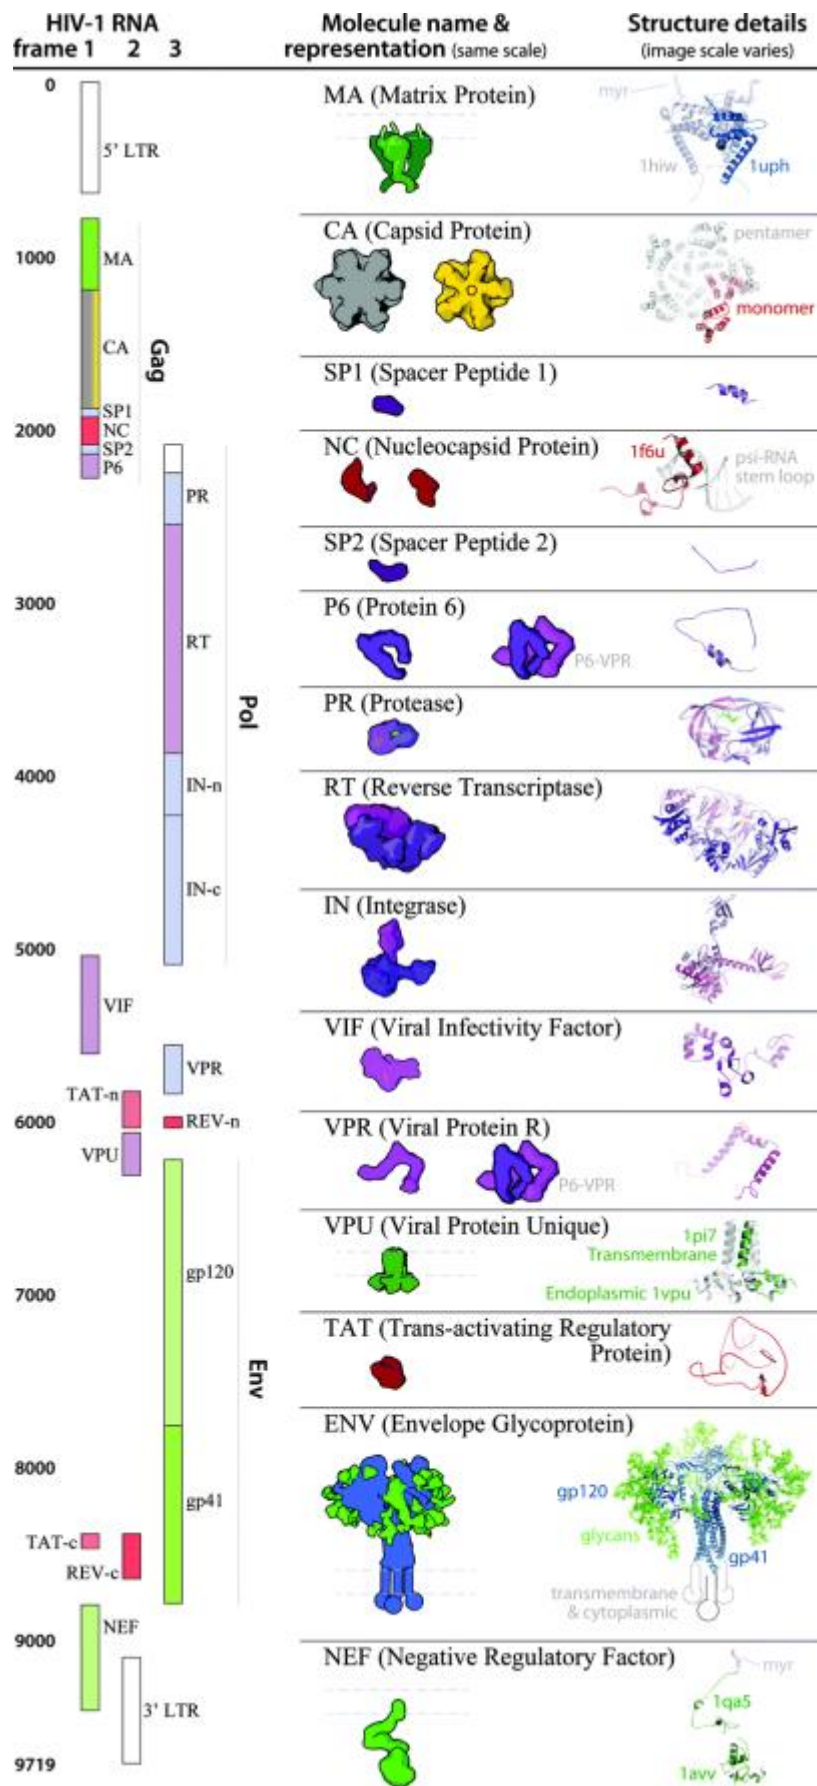 HIV-1 RNA
frame 1 2 3
Molecule name &
representation (same scale)
Structure details
(image scale varies)
0
5' LTR
1000
MA
CA
Gag
SP1
2000
NC
SP2
P6
PR
3000
RT
Pol
4000
IN-n
IN-c
5000
VIF
VPR
TAT-n
6000
REV-n
VPU
gp120
7000
Env
8000
gp41
TAT-c
REV-c
NEF
9000
3' LTR
9719
MA (Matrix Protein)
myr
1hiw
1uph
CA (Capsid Protein)
pentamer
monomer
SP1 (Spacer Peptide 1)
NC (Nucleocapsid Protein)
1f6u
psi-RNA
stem loop
SP2 (Spacer Peptide 2)
P6 (Protein 6)
P6-VPR
PR (Protease)
RT (Reverse Transcriptase)
IN (Integrase)
VIF (Viral Infectivity Factor)
VPR (Viral Protein R)
P6-VPR
VPU (Viral Protein Unique)
1pi7
Transmembrane
Endoplasmic 1vpu
TAT (Trans-activating Regulatory
Protein)
ENV (Envelope Glycoprotein)
gp120
glycans
gp41
transmembrane
& cytoplasmic
NEF (Negative Regulatory Factor)
myr
1qa5
1avv